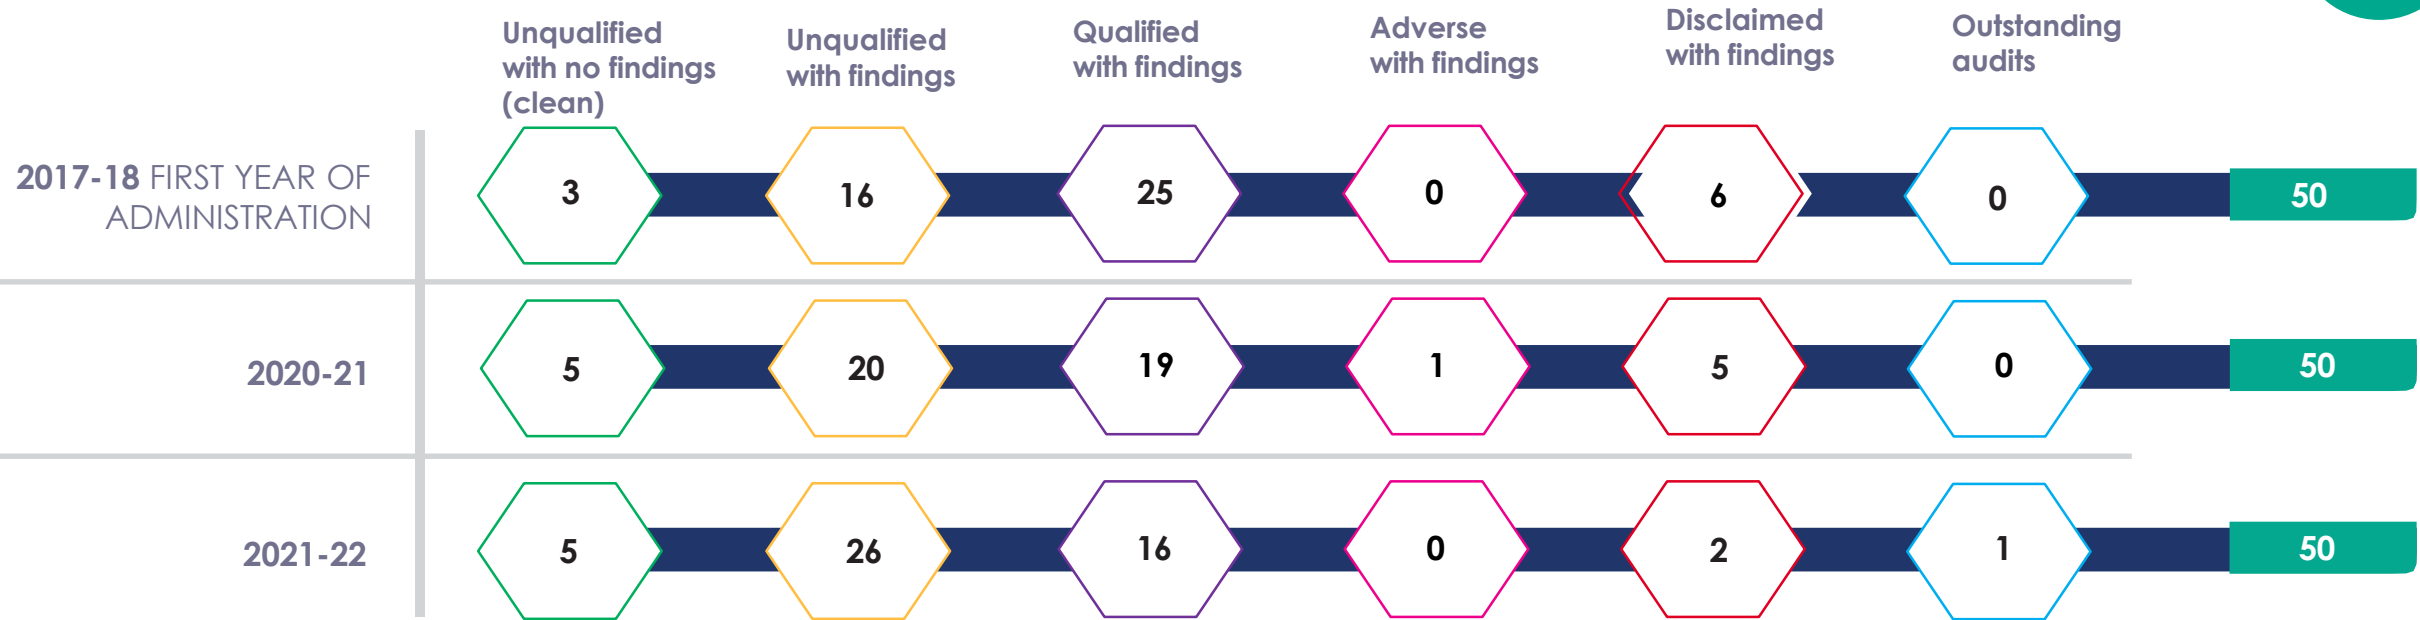 Unqualified
with no findings
(clean)
Unqualified
with findings
Qualified
with findings
Adverse
with findings
Disclaimed
with findings
Outstanding
audits
2017-18 FIRST YEAR OF
ADMINISTRATION
3
16
25
0
6
0
50
2020-21
5
20
19
1
5
0
50
2021-22
5
26
16
0
2
1
50